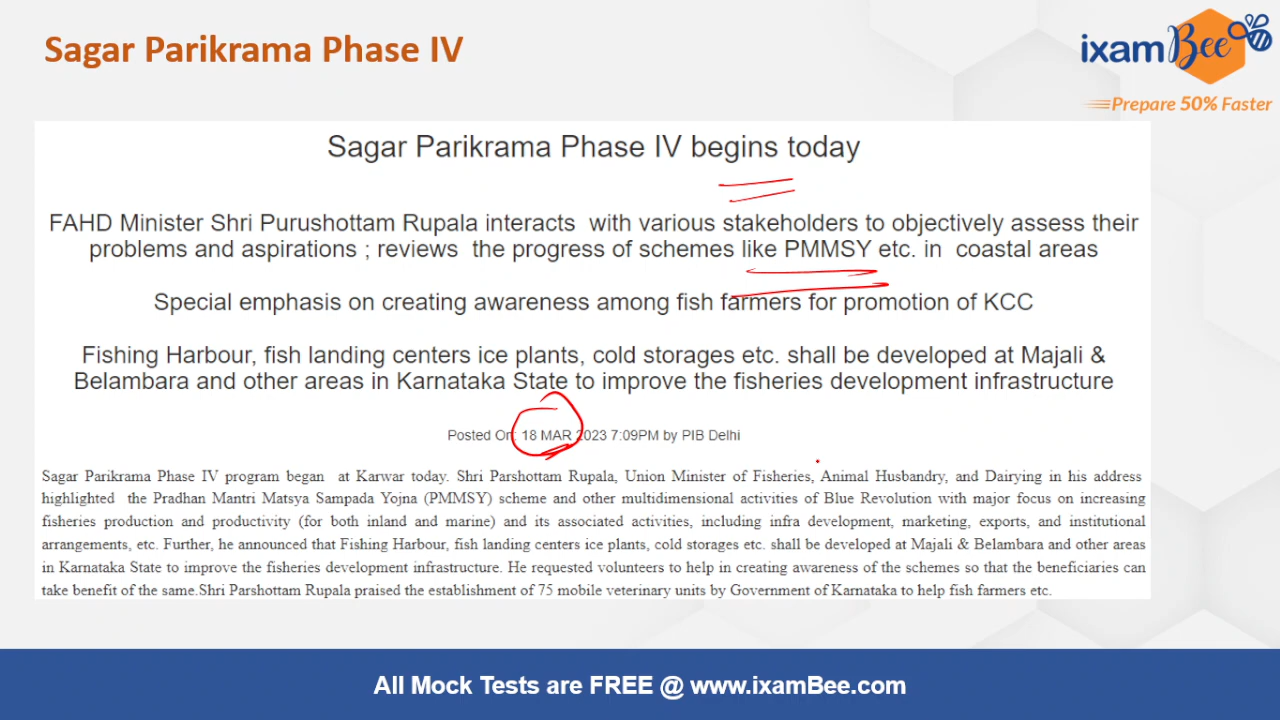 Sagar Parikrama Phase IV
ixamBee
Prepare 50% Faster
Sagar Parikrama Phase IV begins today
FAHD Minister Shri Purushottam Rupala interacts with various stakeholders to objectively assess their
problems and aspirations ; reviews the progress of schemes like PMMSY etc. in coastal areas
Special emphasis on creating awareness among fish farmers for promotion of KCC
Fishing Harbour, fish landing centers ice plants, cold storages etc. shall be developed at Majali &
Belambara and other areas in Karnataka State to improve the fisheries development infrastructure
Posted On: 18 MAR 2023 7:09PM by PIB Delhi
Sagar Parikrama Phase IV program began at Karwar today. Shri Parshottam Rupala, Union Minister of Fisheries, Animal Husbandry, and Dairying in his address
highlighted the Pradhan Mantri Matsya Sampada Yojna (PMMSY) scheme and other multidimensional activities of Blue Revolution with major focus on increasing
fisheries production and productivity (for both inland and marine) and its associated activities, including infra development, marketing, exports, and institutional
arrangements, etc. Further, he announced that Fishing Harbour, fish landing centers ice plants, cold storages etc. shall be developed at Majali & Belambara and other areas
in Karnataka State to improve the fisheries development infrastructure. He requested volunteers to help in creating awareness of the schemes so that the beneficiaries can
take benefit of the same.Shri Parshottam Rupala praised the establishment of 75 mobile veterinary units by Government of Karnataka to help fish farmers etc.
All Mock Tests are FREE @ www.ixamBee.com